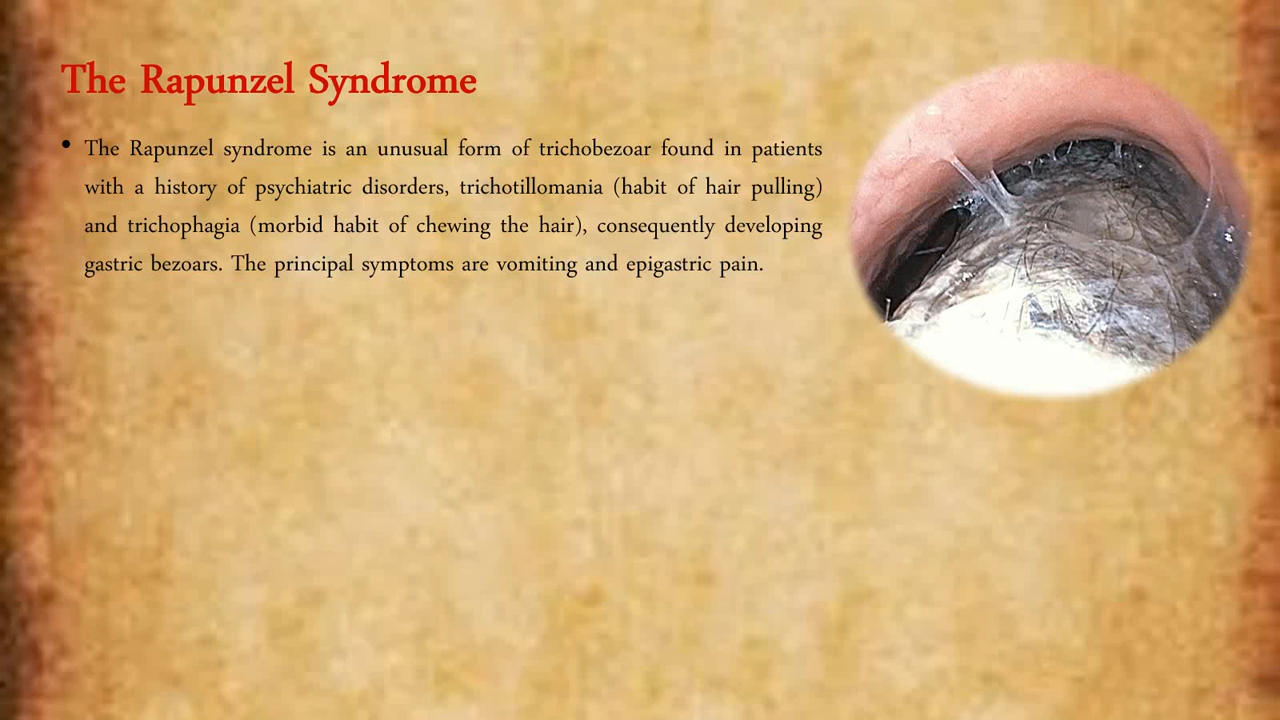 The Rapunzel Syndrome
• The Rapunzel syndrome is an unusual form of trichobezoar found in patients
with a history of psychiatric disorders, trichotillomania (habit of hair pulling)
and trichophagia (morbid habit of chewing the hair), consequently developing
gastric bezoars. The principal symptoms are vomiting and epigastric pain.